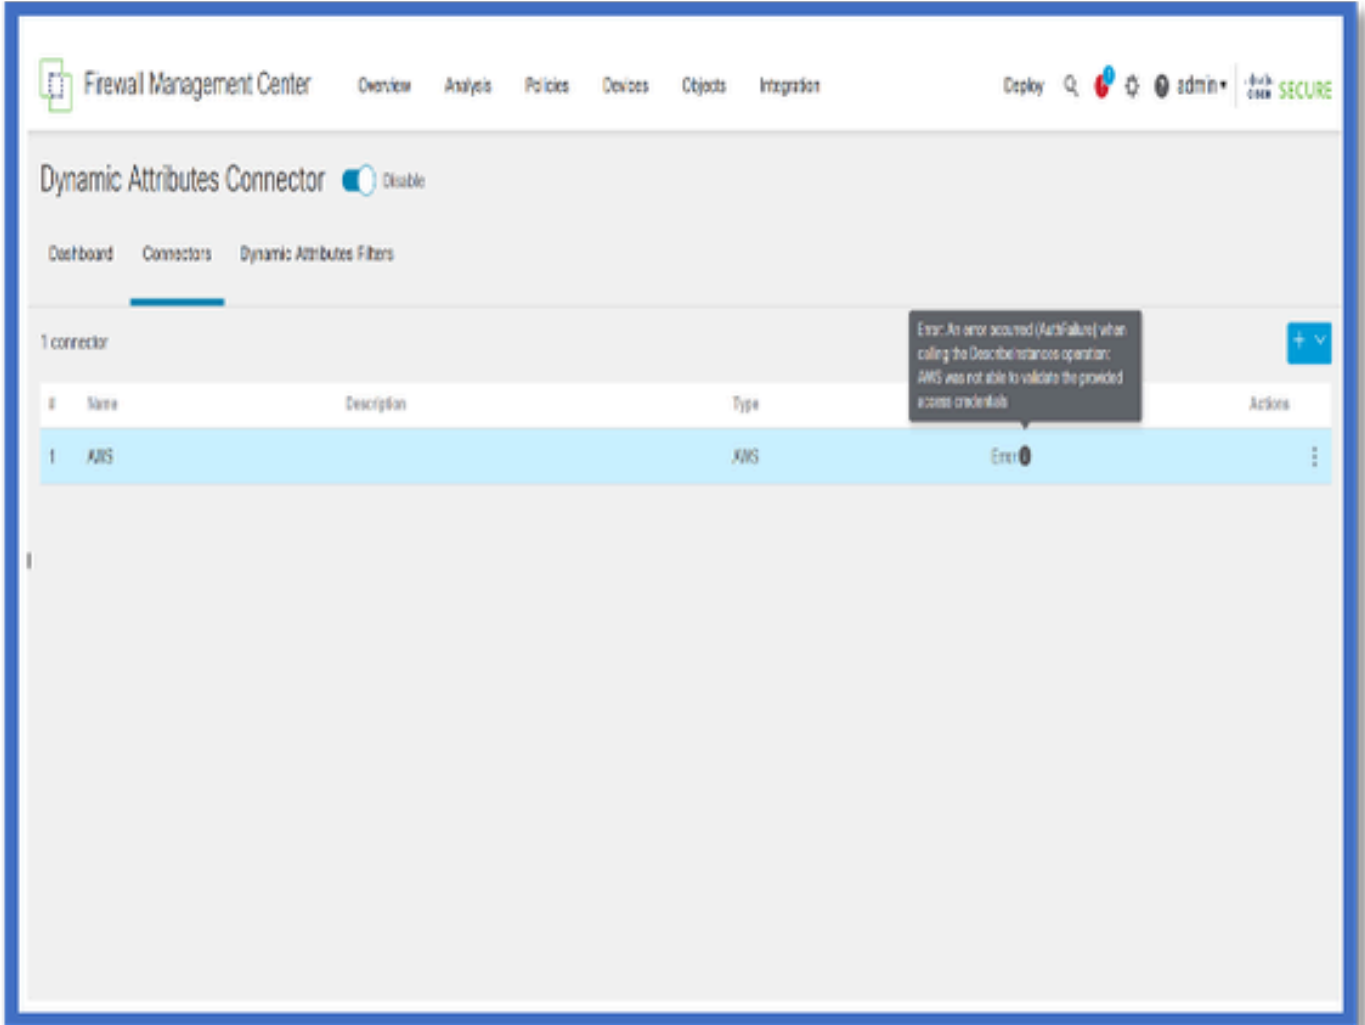 Firewall Management Center Overview Analysis Policies Devices Objects Integration Deploy admin SECURE
Dynamic Attributes Connector Disable
Dashboard Connectors Dynamic Attributes Filters
1 connector
Error: An error occurred (AuthFailure) when
calling the DescribeInstances operation:
AWS was not able to validate the provided
access credentials
# Name Description Type Actions
1 AWS AWS Error